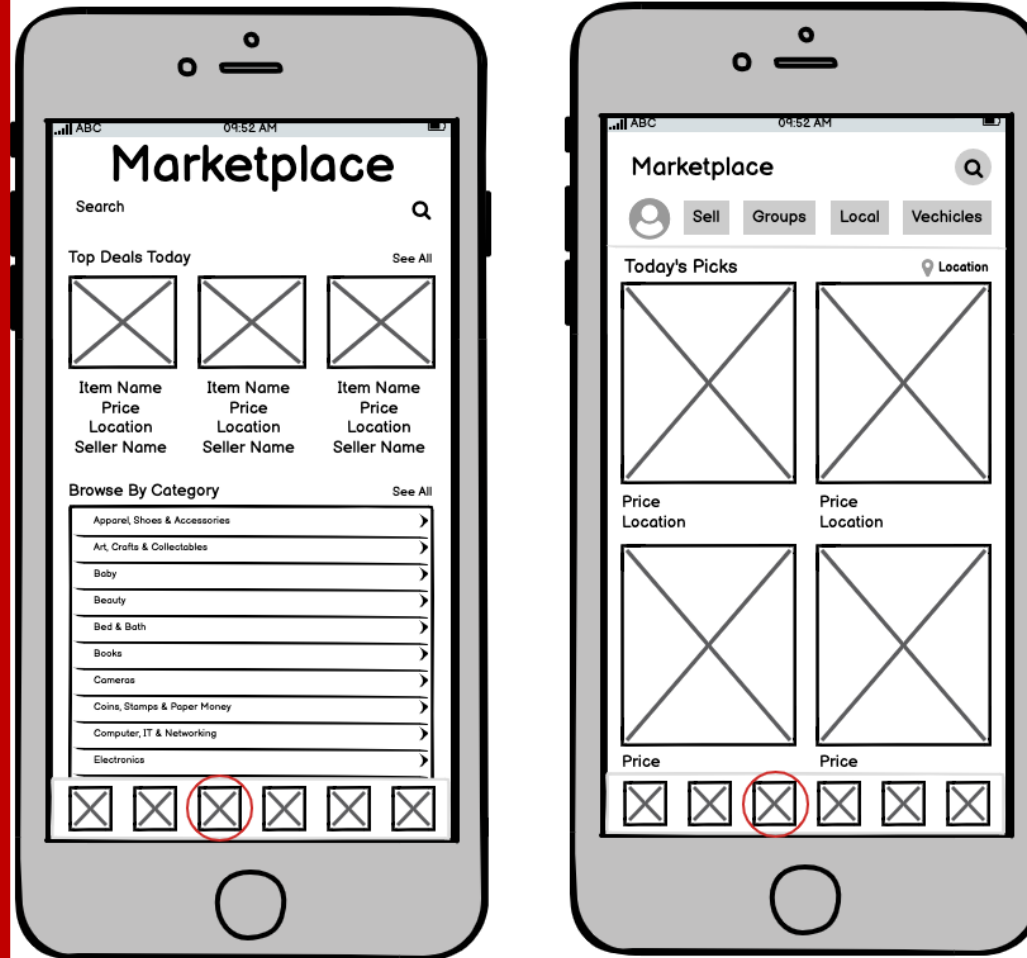 ABC 09:52 AM
Marketplace
Search
Top Deals Today See All
Item Name Item Name Item Name
Price Price Price
Location Location Location
Seller Name Seller Name Seller Name
Browse By Category See All
Apparel, Shoes & Accessories
Art, Crafts & Collectables
Baby
Beauty
Bed & Bath
Books
Cameras
Coins, Stamps & Paper Money
Computer, IT & Networking
Electronics
ABC 09:52 AM
Marketplace
Sell Groups Local Vechicles
Today's Picks Location
Price Price
Location Location
Price Price